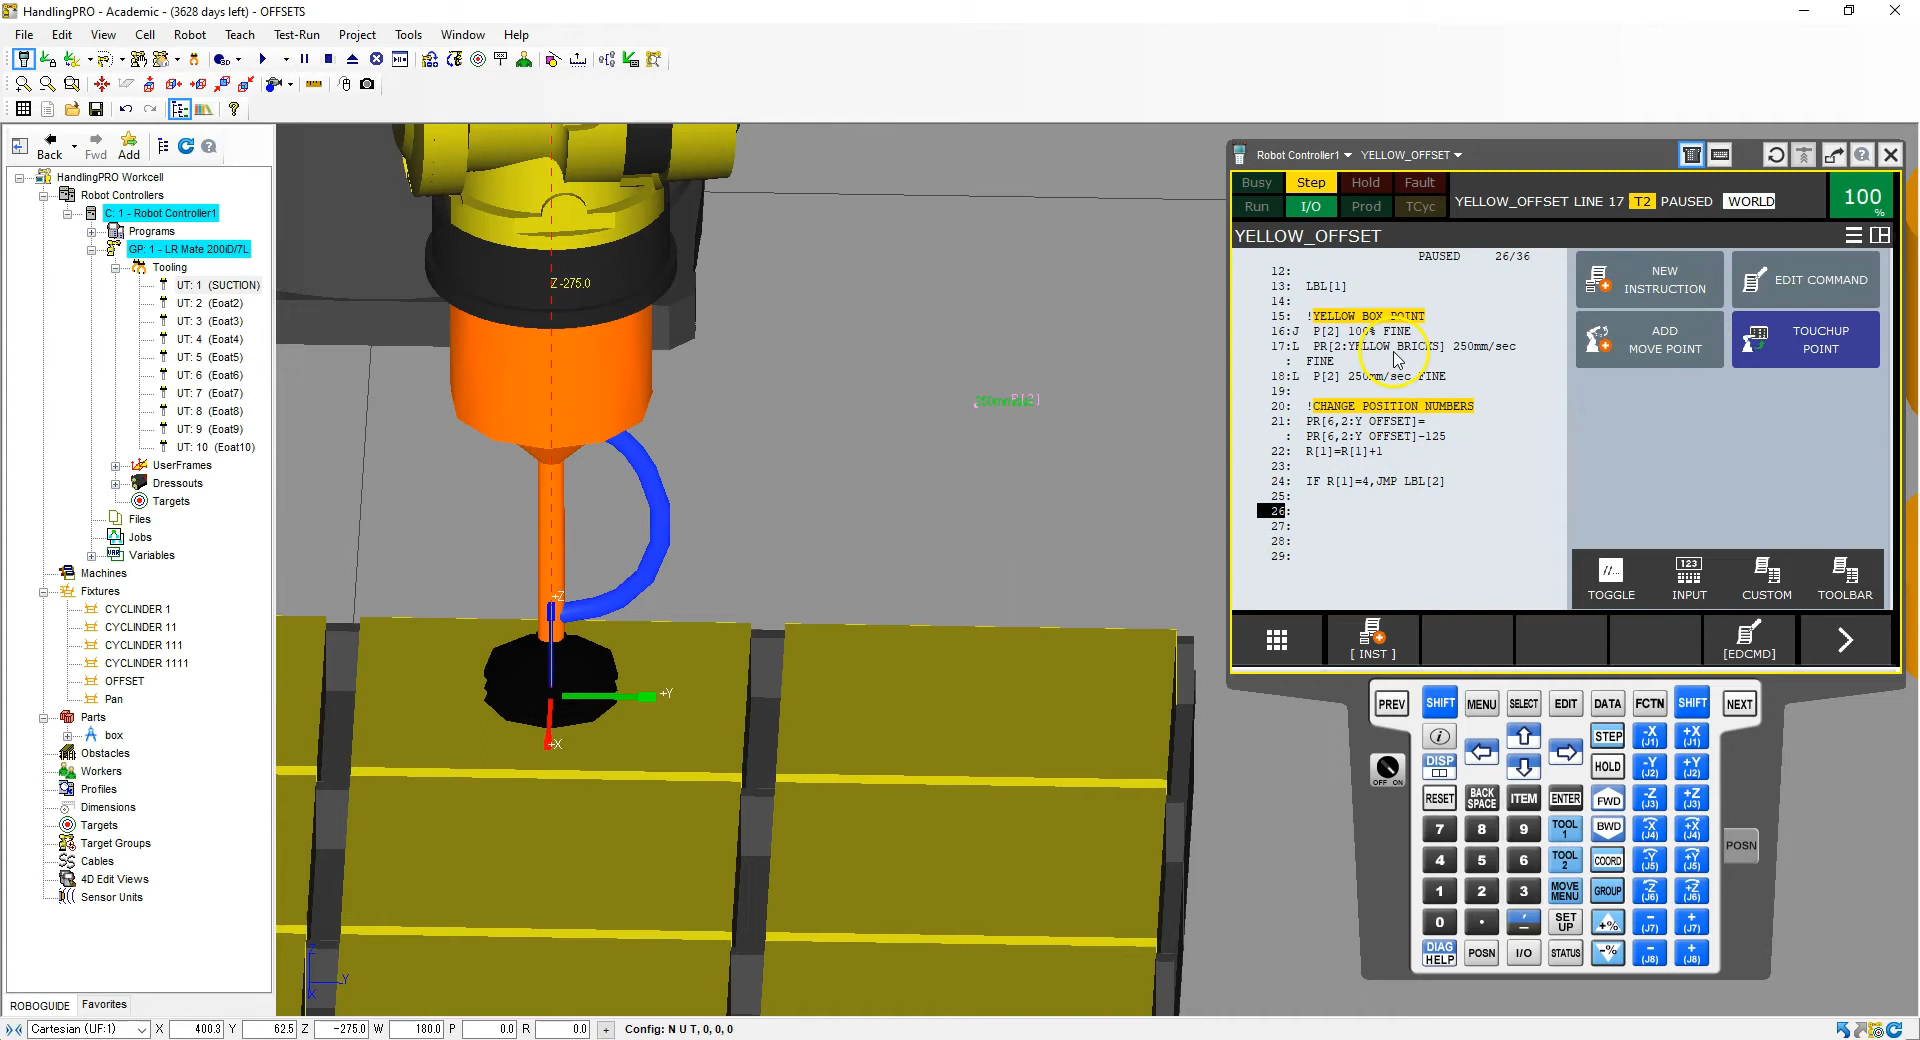 HandlingPRO - Academic - (3628 days left) - OFFSETS
File Edit View Cell Robot Teach Test-Run Project Tools Window Help
Back Fwd Add
HandlingPRO Workcell
Robot Controllers
C: 1 - Robot Controller1
Programs
GP: 1 - LR Mate 200iD/7L
Tooling
UT: 1 (SUCTION)
UT: 2 (Eoat2)
UT: 3 (Eoat3)
UT: 4 (Eoat4)
UT: 5 (Eoat5)
UT: 6 (Eoat6)
UT: 7 (Eoat7)
UT: 8 (Eoat8)
UT: 9 (Eoat9)
UT: 10 (Eoat10)
UserFrames
Dressouts
Targets
Files
Jobs
Variables
Machines
Fixtures
CYCLINDER 1
CYLINDER 11
CYCLINDER 111
CYLINDER 1111
OFFSET
Pan
Parts
box
Obstacles
Workers
Profiles
Dimensions
Targets
Target Groups
Cables
4D Edit Views
Sensor Units
ROBOGUIDE Favorites
Z -275.0
P[2]
+Z
+Y
+X
Z
Y
X
Robot Controller1 YELLOW_OFFSET
Busy Step Hold Fault
Run I/O Prod TCyc
YELLOW_OFFSET LINE 17 T2 PAUSED WORLD
100 %
YELLOW_OFFSET
PAUSED 26/36
12:
13: LBL[1]
14:
15: !YELLOW BOX POINT
16:J P[2] 100% FINE
17:L PR[2:YELLOW BRICKS] 250mm/sec
: FINE
18:L P[2] 250mm/sec FINE
19:
20: !CHANGE POSITION NUMBERS
21: PR[6,2:Y OFFSET]=
: PR[6,2:Y OFFSET]-125
22: R[1]=R[1]+1
23:
24: IF R[1]=4,JMP LBL[2]
25:
26:
27:
28:
29:
NEW INSTRUCTION
EDIT COMMAND
ADD MOVE POINT
TOUCHUP POINT
TOGGLE INPUT CUSTOM TOOLBAR
[ INST ] [EDCMD]
PREV SHIFT MENU SELECT EDIT DATA FCTN SHIFT NEXT
i STEP -X (J1) +X (J1)
DISP HOLD -Y (J2) +Y (J2)
OFF ON
RESET BACK SPACE ITEM ENTER FWD -Z (J3) +Z (J3)
7 8 9 TOOL 1 BWD -X (J4) +X (J4)
POSN
4 5 6 TOOL 2 COORD -Y (J5) +Y (J5)
1 2 3 MOVE MENU GROUP -Z (J6) +Z (J6)
0 . SET UP +% - (J7) + (J7)
DIAG HELP POSN I/O STATUS -% - (J8) + (J8)
Cartesian (UF:1) X 400.3 Y 62.5 Z -275.0 W 180.0 P 0.0 R 0.0 + Config: N U T, 0, 0, 0